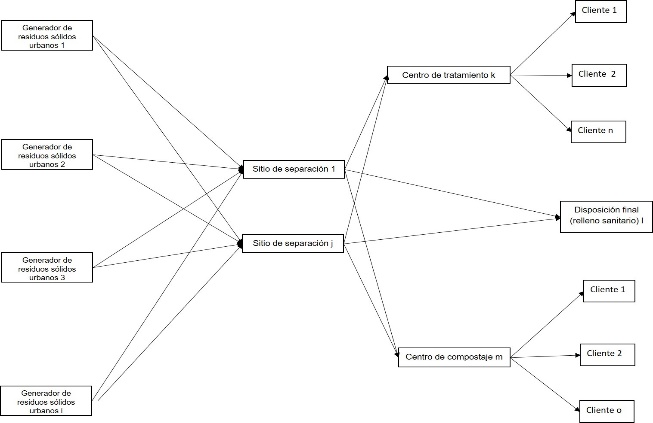 Generador de
residuos sólidos
urbanos 1
Generador de
residuos sólidos
urbanos 2
Generador de
residuos sólidos
urbanos 3
Generador de
residuos sólidos
urbanos i
Sitio de separación 1
Sitio de separación j
Centro de tratamiento k
Cliente 1
Cliente 2
Cliente n
Disposición final
(relleno sanitario) l
Centro de compostaje m
Cliente 1
Cliente 2
Cliente o